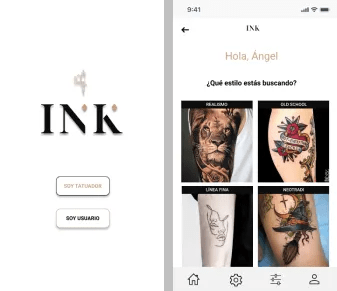 INK
SOY TATUADOR
SOY USUARIO
9:41
INK
Hola, Ángel
¿Qué estilo estás buscando?
REALISMO
OLD SCHOOL
LÍNEA FINA
NEOTRADI